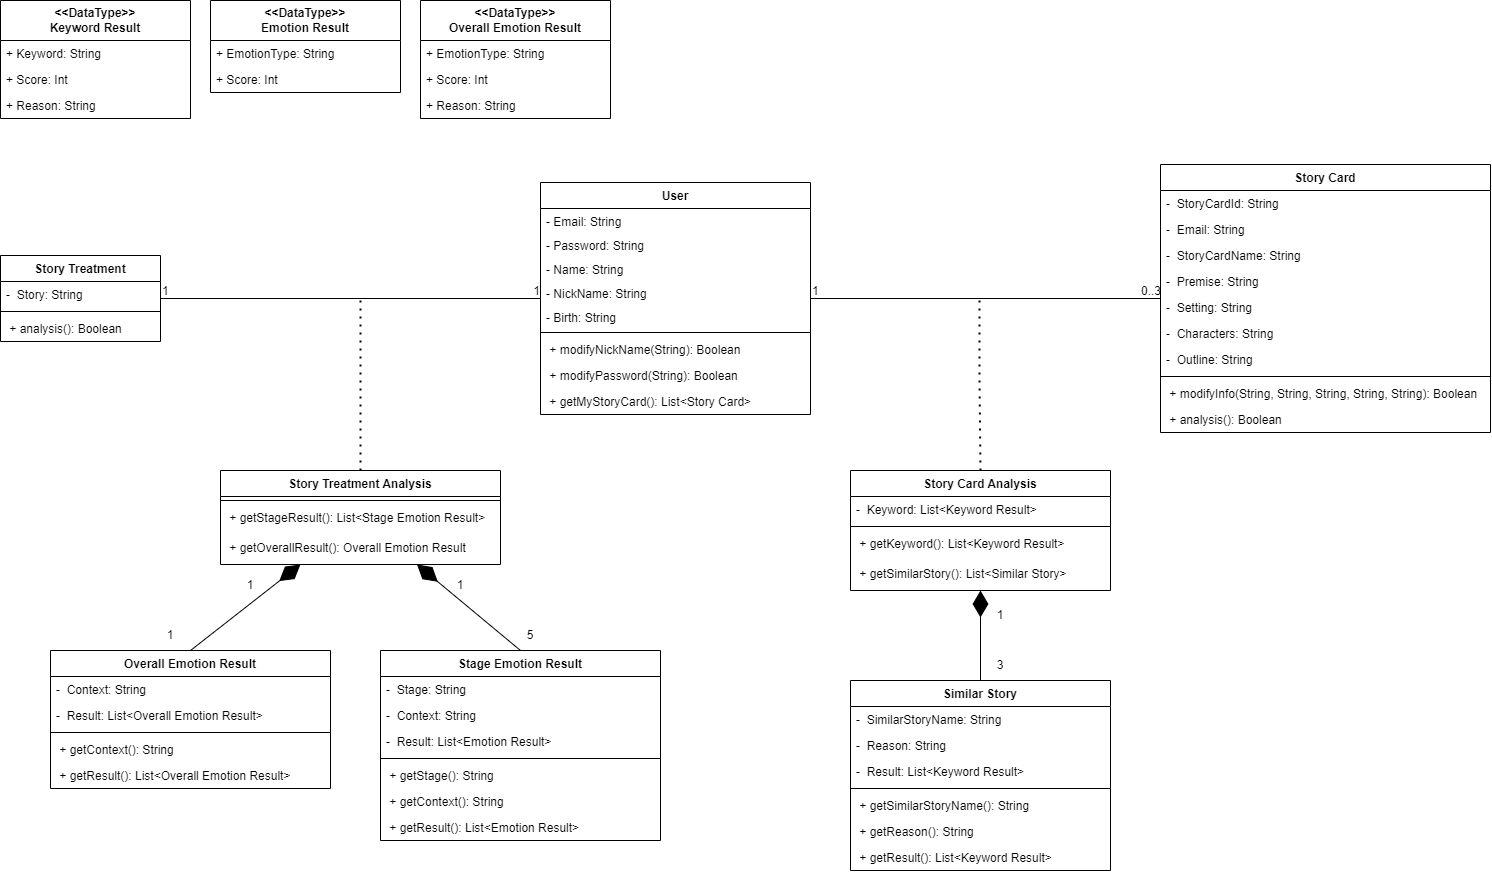 <<DataType>>
Keyword Result
+ Keyword: String
+ Score: Int
+ Reason: String
<<DataType>>
Emotion Result
+ EmotionType: String
+ Score: Int
<<DataType>>
Overall Emotion Result
+ EmotionType: String
+ Score: Int
+ Reason: String
Story Treatment
- Story: String
+ analysis(): Boolean
1
1
User
- Email: String
- Password: String
- Name: String
- NickName: String
- Birth: String
+ modifyNickName(String): Boolean
+ modifyPassword(String): Boolean
+ getMyStoryCard(): List<Story Card>
1
0..3
Story Card
- StoryCardId: String
- Email: String
- StoryCardName: String
- Premise: String
- Setting: String
- Characters: String
- Outline: String
+ modifyInfo(String, String, String, String, String): Boolean
+ analysis(): Boolean
Story Treatment Analysis
+ getStageResult(): List<Stage Emotion Result>
+ getOverallResult(): Overall Emotion Result
1
1
1
5
Overall Emotion Result
- Context: String
- Result: List<Overall Emotion Result>
+ getContext(): String
+ getResult(): List<Overall Emotion Result>
Stage Emotion Result
- Stage: String
- Context: String
- Result: List<Emotion Result>
+ getStage(): String
+ getContext(): String
+ getResult(): List<Emotion Result>
Story Card Analysis
- Keyword: List<Keyword Result>
+ getKeyword(): List<Keyword Result>
+ getSimilarStory(): List<Similar Story>
1
3
Similar Story
- SimilarStoryName: String
- Reason: String
- Result: List<Keyword Result>
+ getSimilarStoryName(): String
+ getReason(): String
+ getResult(): List<Keyword Result>